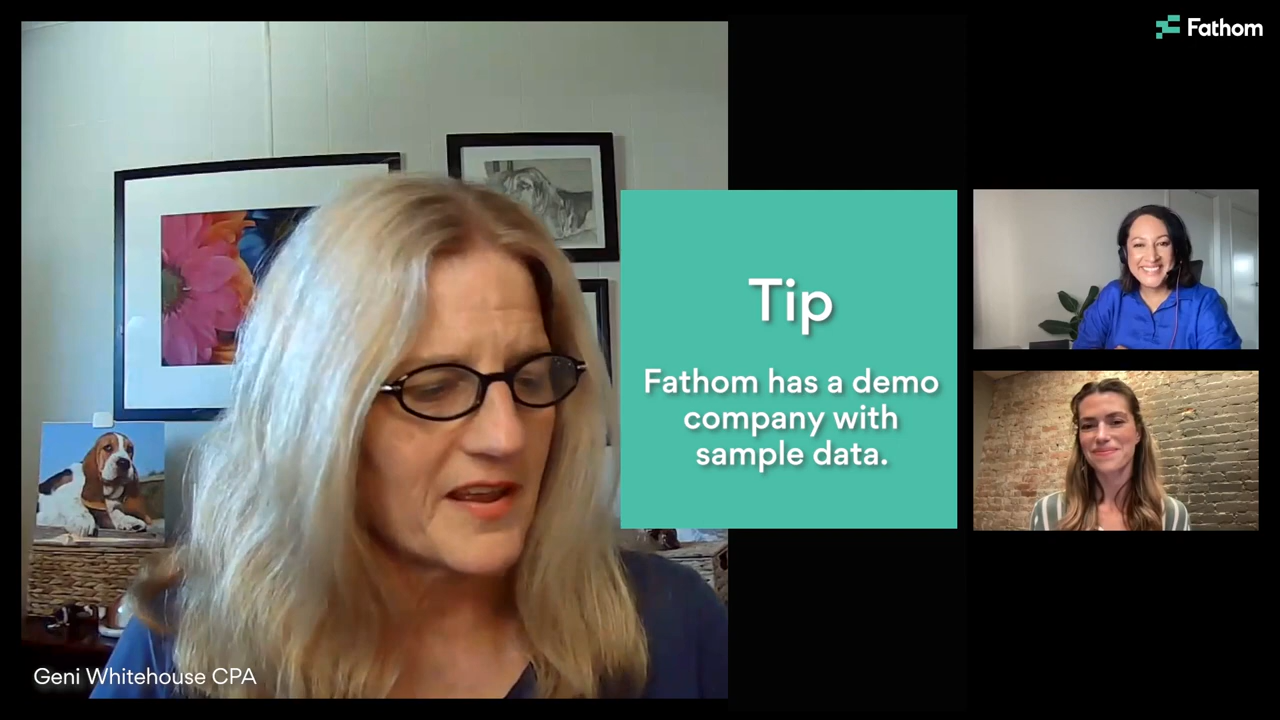 Fathom
Tip
Fathom has a demo
company with
sample data.
Geni Whitehouse CPA